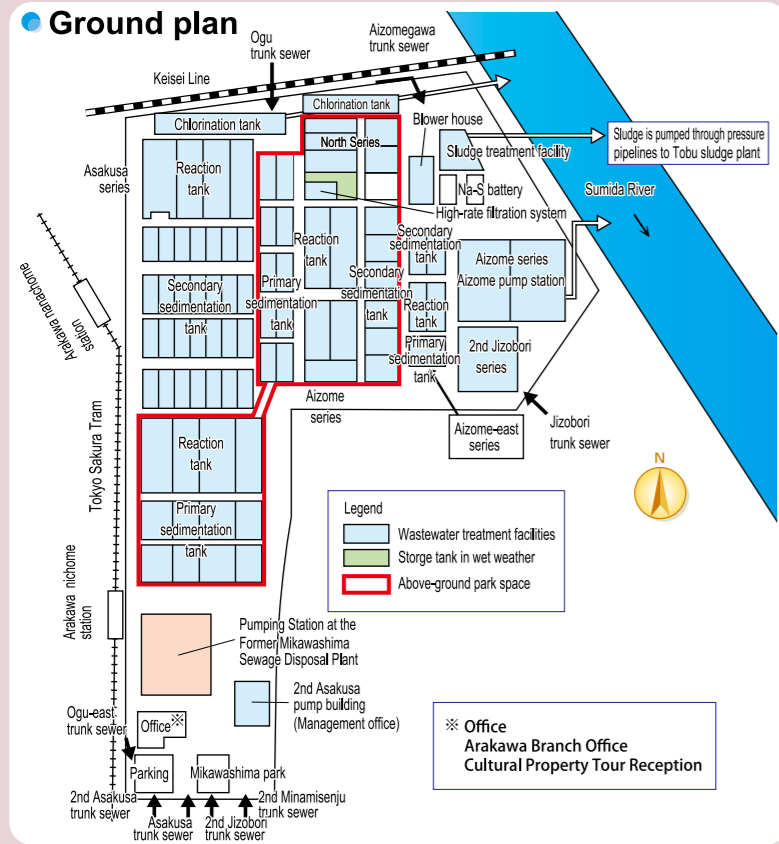 Ground plan
Ogu
trunk sewer
Aizomegawa
trunk sewer
Keisei Line
Chlorination tank
Chlorination tank
Blower house
North Series
Sludge treatment facility
Sludge is pumped through pressure
pipelines to Tobu sludge plant
Asakusa
series
Reaction
tank
Na-S battery
Sumida River
High-rate filtration system
Reaction
tank
Secondary
sedimentation
tank
Aizome series
Aizome pump station
Arakawa nanachome
station
Secondary
sedimentation
tank
Primary
sedimentation
tank
Secondary
sedimentation
tank
Reaction
tank
Primary
sedimentation
tank
2nd Jizobori
series
Aizome
series
Aizome-east
series
Jizobori
trunk sewer
Tokyo Sakura Tram
Reaction
tank
Primary
sedimentation
tank
N
Legend
Wastewater treatment facilities
Storge tank in wet weather
Above-ground park space
Arakawa nichome
station
Pumping Station at the
Former Mikawashima
Sewage Disposal Plant
2nd Asakusa
pump building
(Management office)
Ogu-east
trunk sewer
Office※
Parking
Mikawashima park
※ Office
Arakawa Branch Office
Cultural Property Tour Reception
2nd Asakusa
trunk sewer
Asakusa
trunk sewer
2nd Jizobori
trunk sewer
2nd Minamisenju
trunk sewer